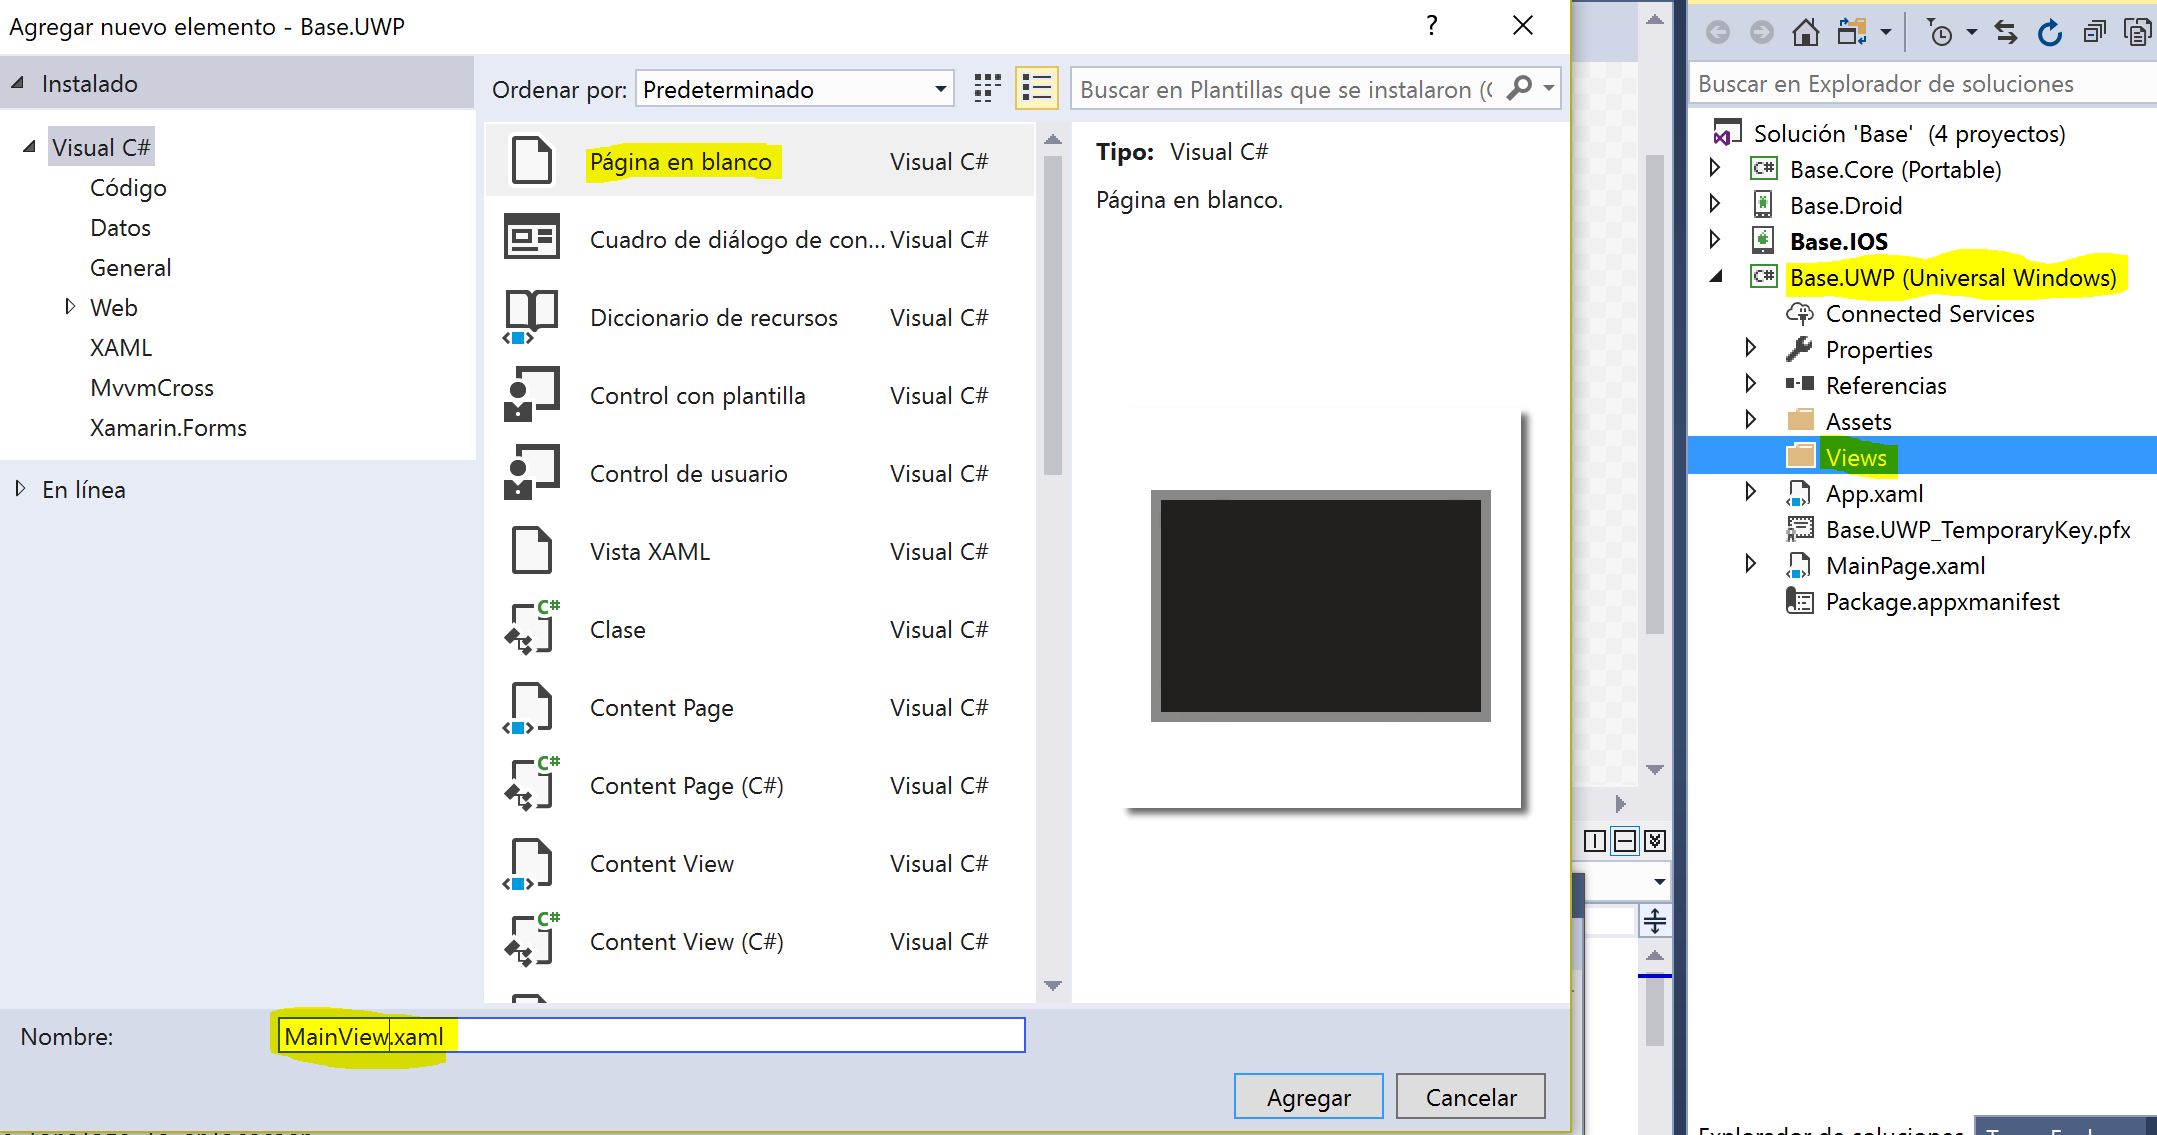 Agregar nuevo elemento - Base.UWP
?
Instalado
Visual C#
Código
Datos
General
Web
XAML
MvvmCross
Xamarin.Forms
En línea
Ordenar por: Predeterminado
Buscar en Plantillas que se instalaron (C
Página en blanco Visual C#
Cuadro de diálogo de con... Visual C#
Diccionario de recursos Visual C#
Control con plantilla Visual C#
Control de usuario Visual C#
Vista XAML Visual C#
Clase Visual C#
Content Page Visual C#
Content Page (C#) Visual C#
Content View Visual C#
Content View (C#) Visual C#
Tipo: Visual C#
Página en blanco.
Nombre: MainView.xaml
Agregar Cancelar
Buscar en Explorador de soluciones
Solución 'Base' (4 proyectos)
Base.Core (Portable)
Base.Droid
Base.IOS
Base.UWP (Universal Windows)
Connected Services
Properties
Referencias
Assets
Views
App.xaml
Base.UWP_TemporaryKey.pfx
MainPage.xaml
Package.appxmanifest
Explorador de soluciones